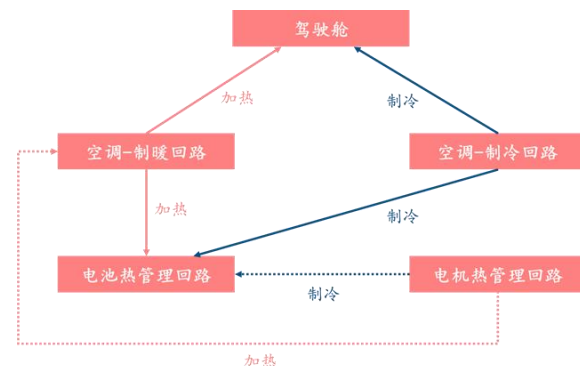 驾驶舱
加热
制冷
空调-制暖回路
空调-制冷回路
加热
制冷
电池热管理回路
制冷
电机热管理回路
加热